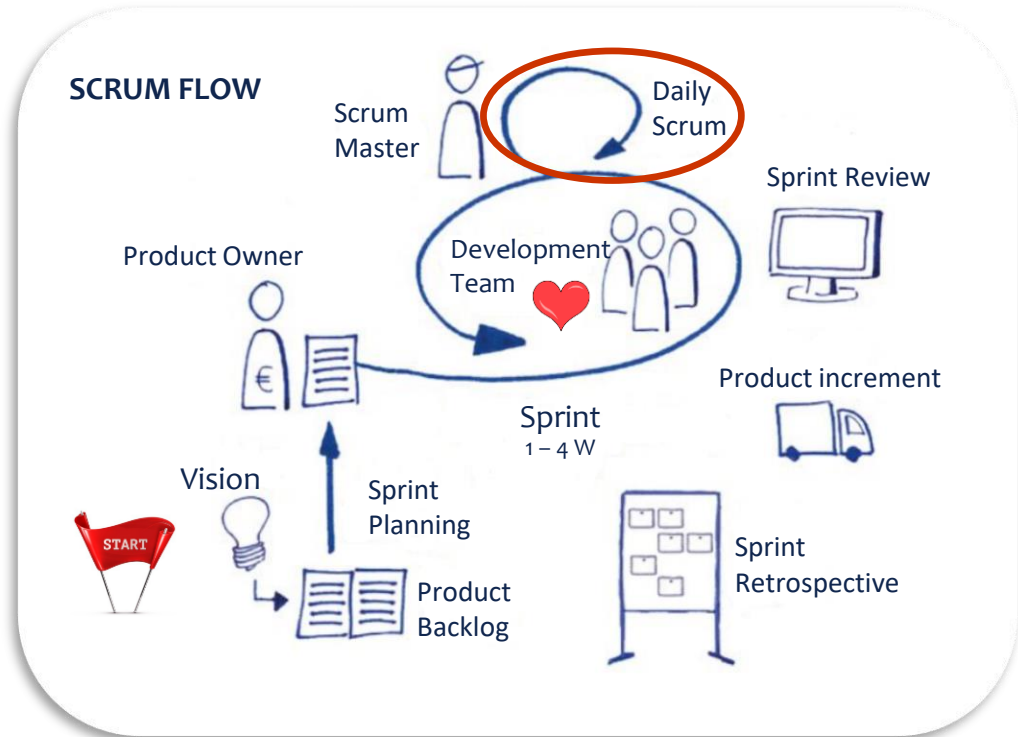 SCRUM FLOW
Scrum
Master
Daily
Scrum
Sprint Review
Product Owner
Development
Team
€
Product increment
Sprint
1 – 4 W
Vision
Sprint
Planning
START
Product
Backlog
Sprint
Retrospective